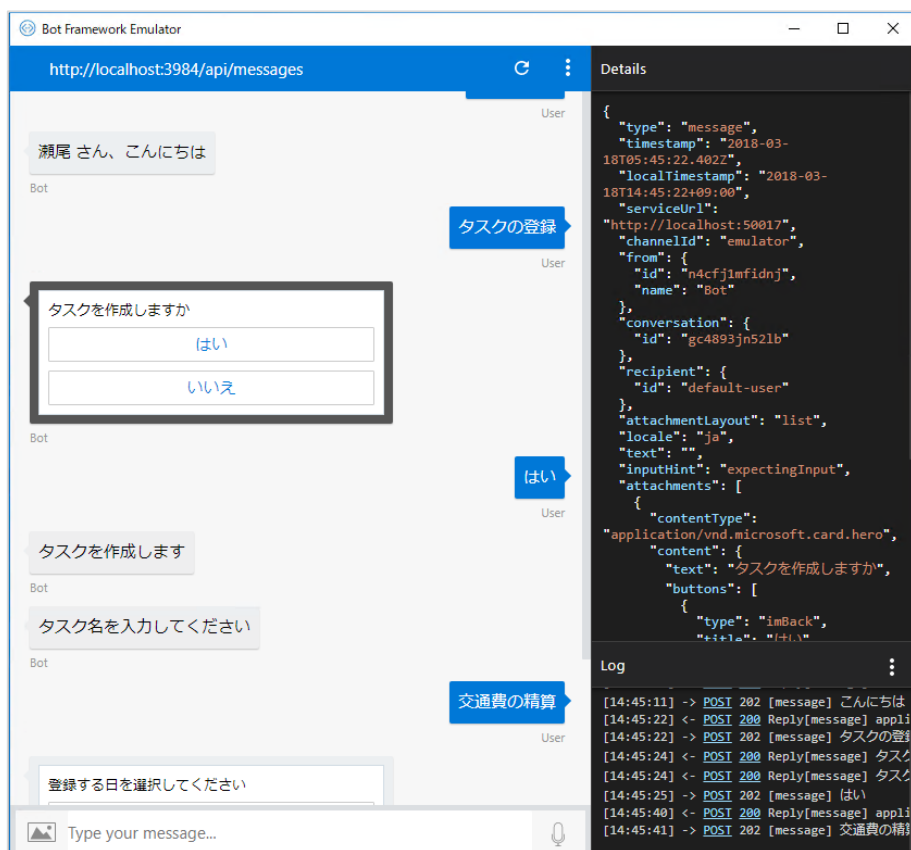 Bot Framework Emulator
http://localhost:3984/api/messages
User
瀬尾 さん、こんにちは
Bot
タスクの登録
User
タスクを作成しますか
はい
いいえ
Bot
はい
User
タスクを作成します
Bot
タスク名を入力してください
Bot
交通費の精算
User
登録する日を選択してください
Type your message...
Details
{
"type": "message",
"timestamp": "2018-03-
18T05:45:22.402Z",
"localTimestamp": "2018-03-
18T14:45:22+09:00",
"serviceUrl":
"http://localhost:50017",
"channelId": "emulator",
"from": {
"id": "n4cfj1mfidnj",
"name": "Bot"
},
"conversation": {
"id": "gc4893jn52lb"
},
"recipient": {
"id": "default-user"
},
"attachmentLayout": "list",
"locale": "ja",
"text": "",
"inputHint": "expectingInput",
"attachments": [
{
"contentType":
"application/vnd.microsoft.card.hero",
"content": {
"text": "タスクを作成しますか",
"buttons": [
{
"type": "imBack",
"title": "はい"
Log
[14:45:11] -> POST 202 [message] こんにちは
[14:45:22] <- POST 200 Reply[message] appli
[14:45:22] -> POST 202 [message] タスクの登録
[14:45:24] <- POST 200 Reply[message] タスク
[14:45:24] <- POST 200 Reply[message] タスク
[14:45:25] -> POST 202 [message] はい
[14:45:40] <- POST 200 Reply[message] appli
[14:45:41] -> POST 202 [message] 交通費の精算